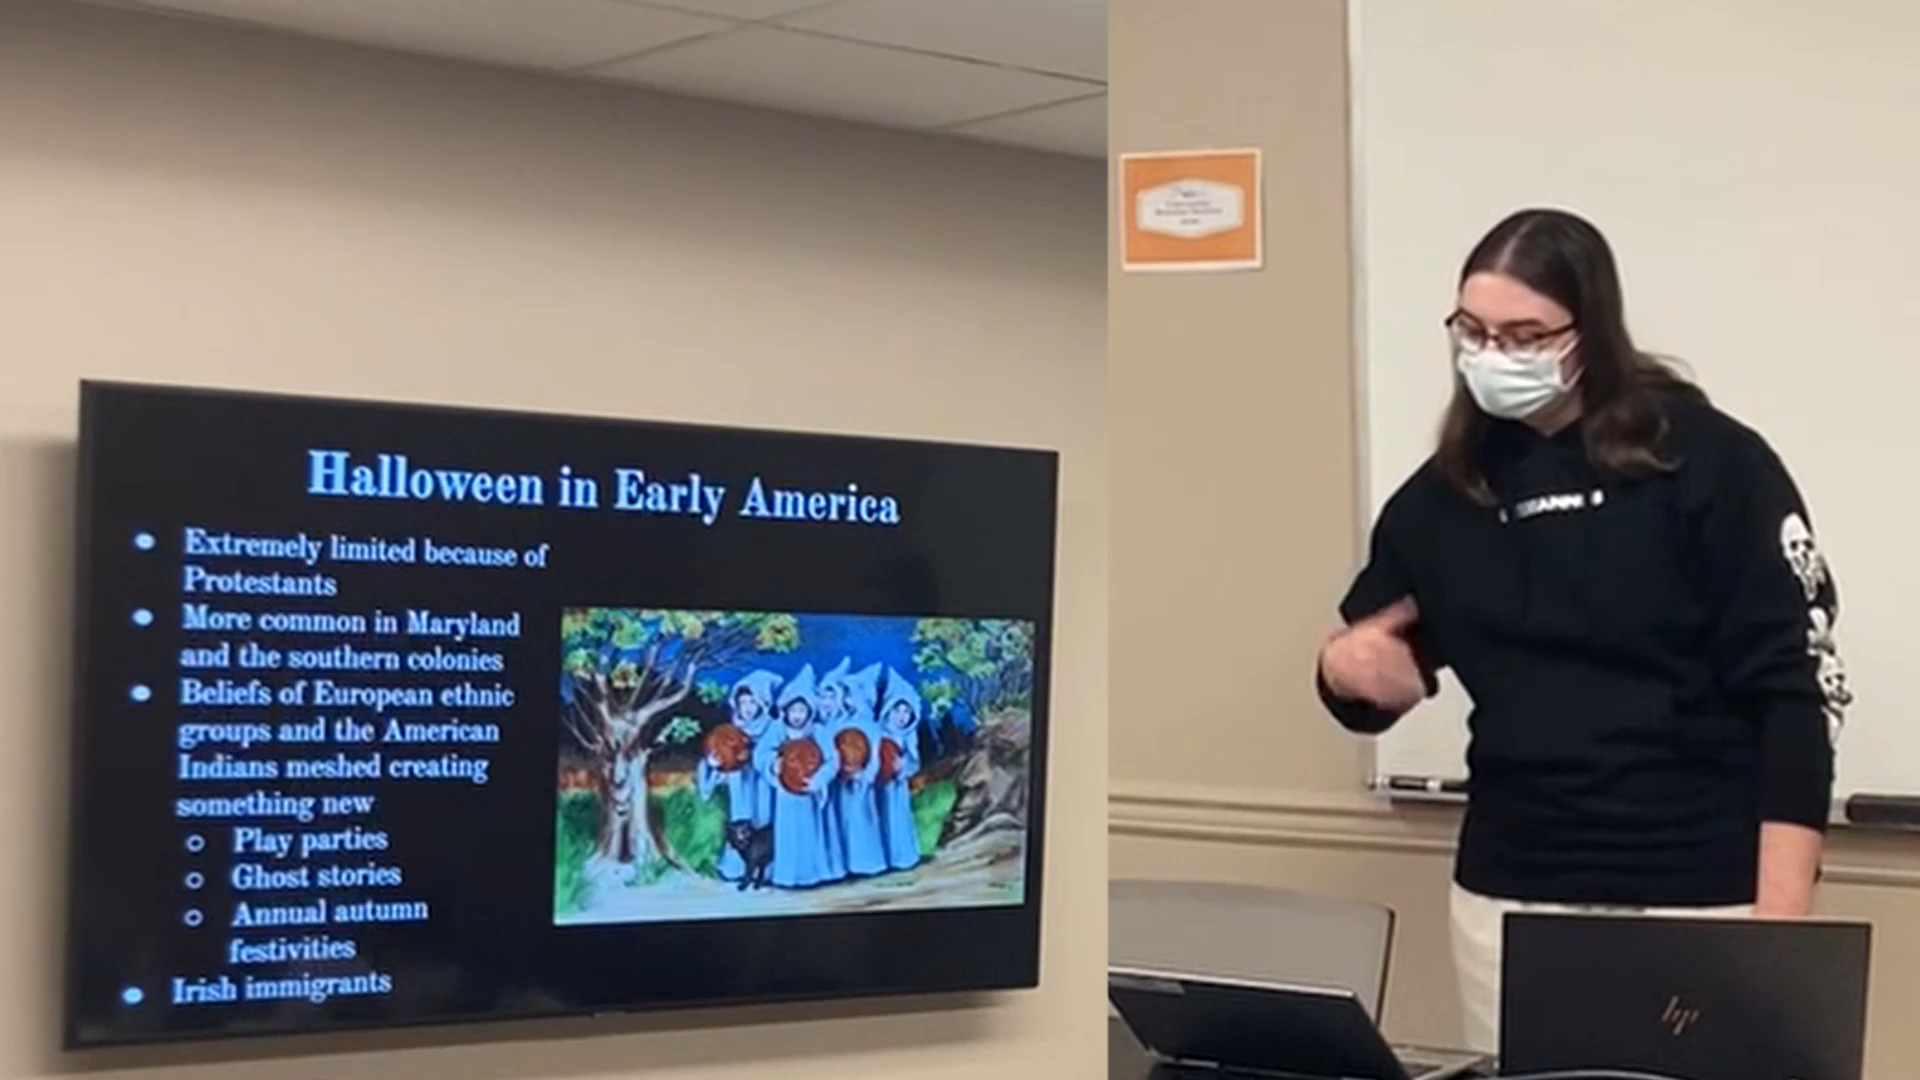 Halloween in Early America
Extremely limited because of
Protestants
More common in Maryland
and the southern colonies
Beliefs of European ethnic
groups and the American
Indians meshed creating
something new
Play parties
Ghost stories
Annual autumn
festivities
Irish immigrants
hp